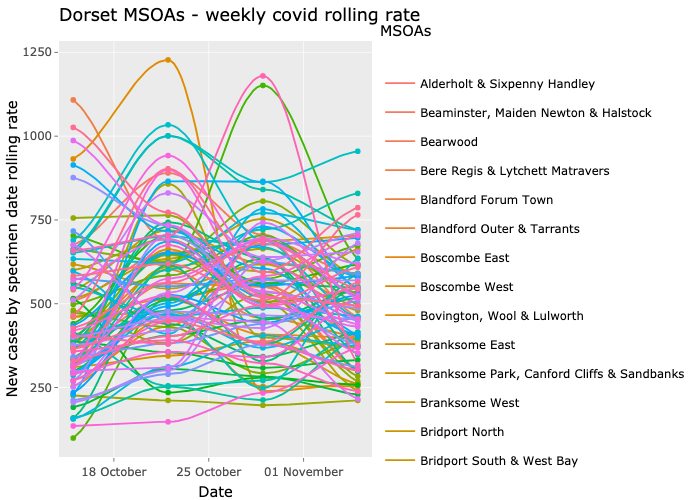 Dorset MSOAs - weekly covid rolling rate
MSOAs
New cases by specimen date rolling rate
1250
1000
750
500
250
18 October
25 October
01 November
Date
Alderholt & Sixpenny Handley
Beaminster, Maiden Newton & Halstock
Bearwood
Bere Regis & Lytchett Matravers
Blandford Forum Town
Blandford Outer & Tarrants
Boscombe East
Boscombe West
Bovington, Wool & Lulworth
Branksome East
Branksome Park, Canford Cliffs & Sandbanks
Branksome West
Bridport North
Bridport South & West Bay